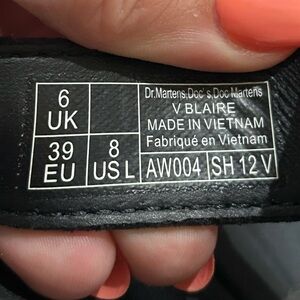 6
UK
Dr.Martens.Doc's.Doc Martens
V BLAIRE
MADE IN VIETNAM
Fabriqué en Vietnam
39
EU
8
US L
AW004
SH 12 V